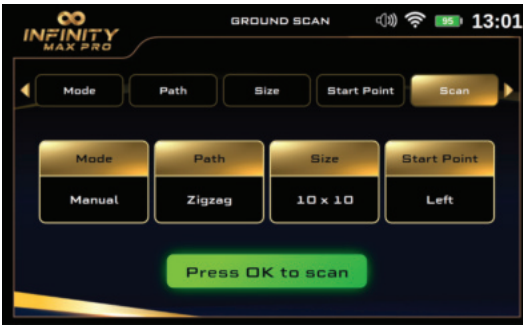 INFINITY
MAX PRO
GROUND SCAN
95
13:01
Mode
Path
Size
Start Point
Scan
Mode
Path
Size
Start Point
Manual
Zigzag
10 x 10
Left
Press OK to scan